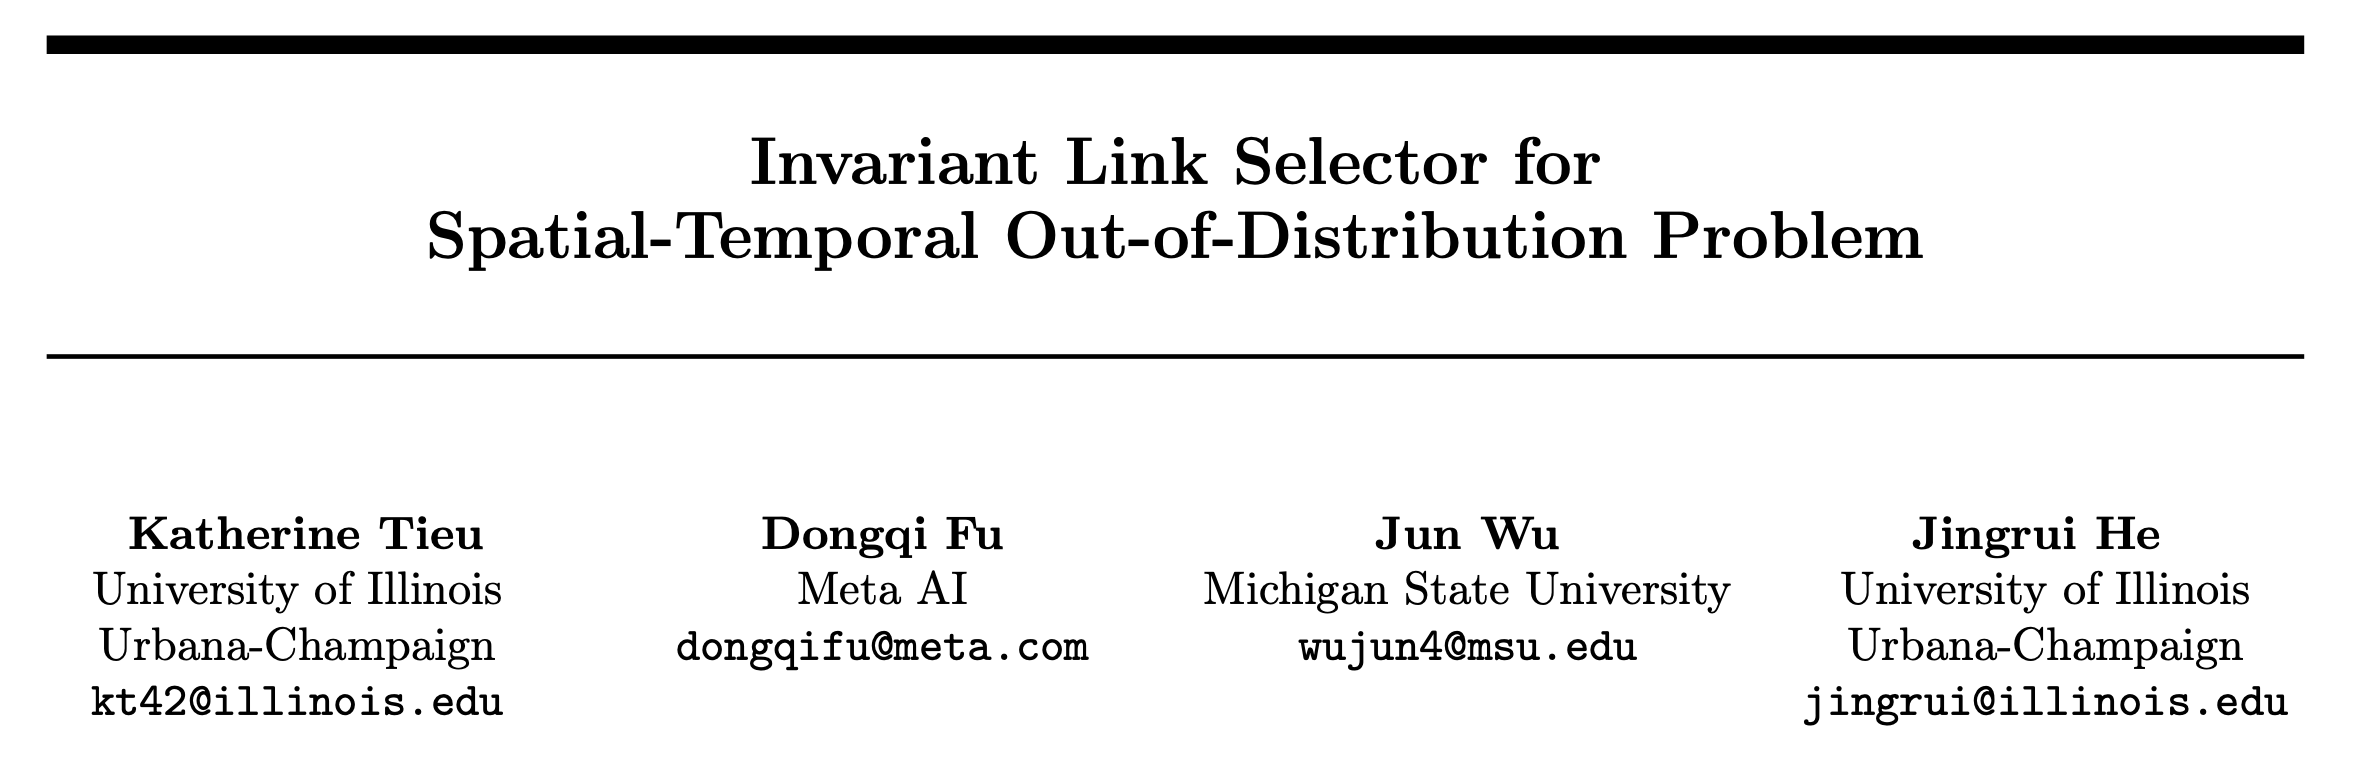 Invariant Link Selector for
Spatial-Temporal Out-of-Distribution Problem
Katherine Tieu
University of Illinois
Urbana-Champaign
kt42@illinois.edu
Dongqi Fu
Meta AI
dongqifu@meta.com
Jun Wu
Michigan State University
wujun4@msu.edu
Jingrui He
University of Illinois
Urbana-Champaign
jingrui@illinois.edu